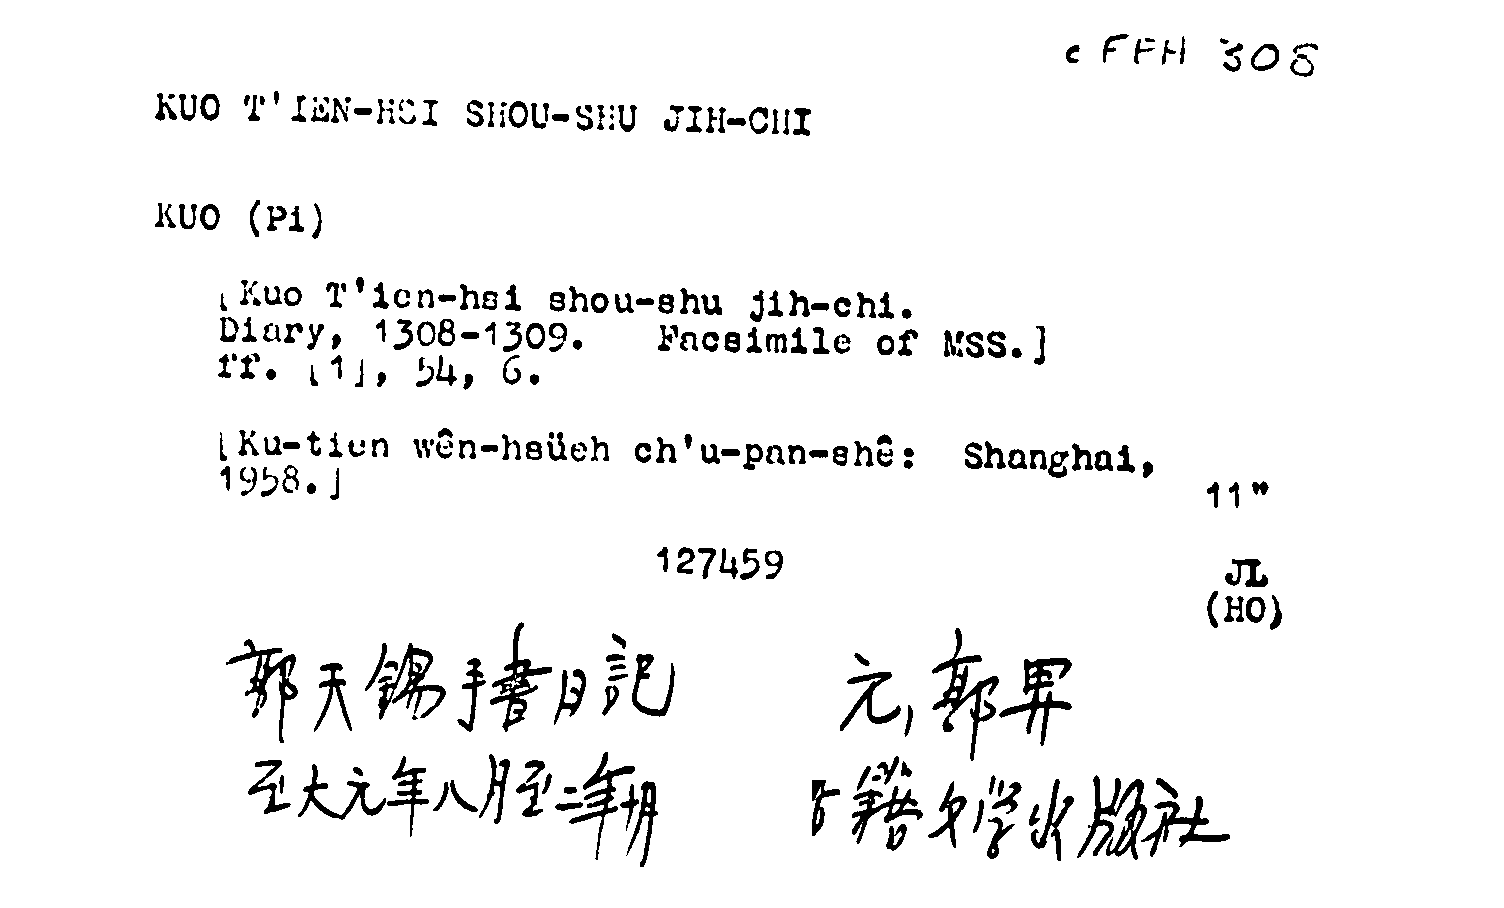 c FFH 308
KUO T'IEN-HSI SHOU-SHU JIH-CHI
KUO (Pi)
[Kuo T'ien-hsi shou-shu jih-chi.
Diary, 1308-1309. Facsimile of MSS.]
ff. [1], 54, 6.
[Ku-tien wên-hsüeh ch'u-pan-shê: Shanghai,
1958.]
11"
127459
JL
(HO)
郭天錫手書日記 元, 郭畀
至大元年八月至二年十月 古籍文学出版社